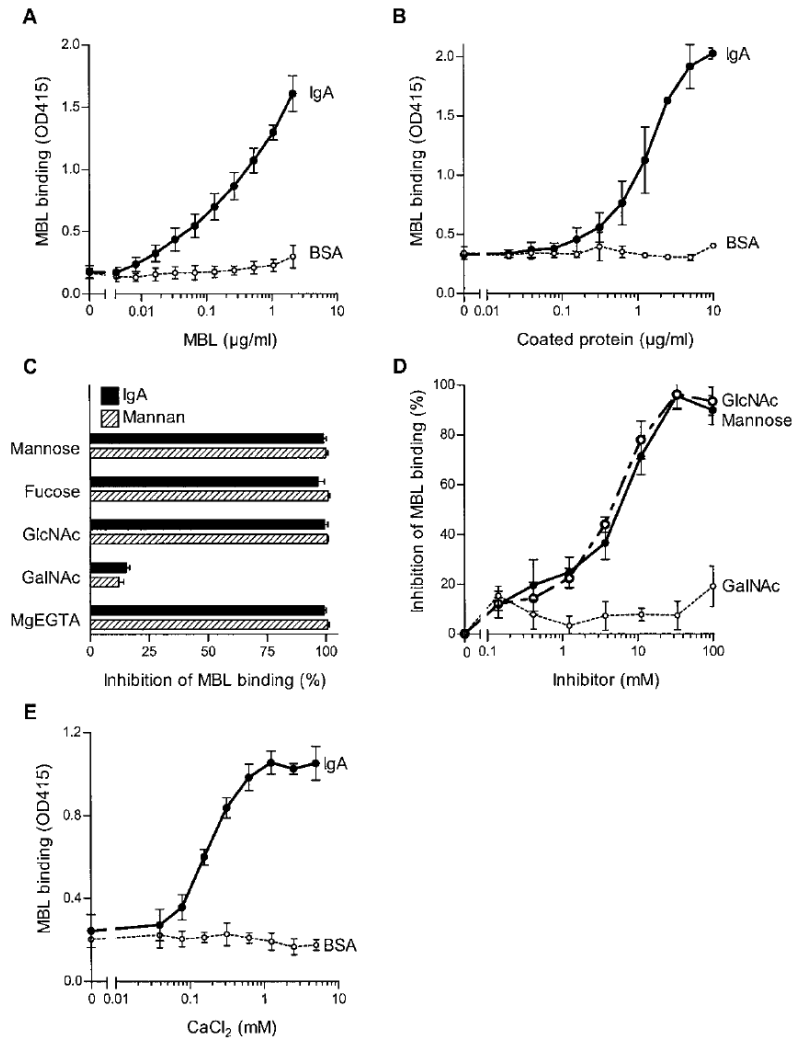 A
MBL binding (OD415)
2.0
1.5
1.0
0.5
0.0
IgA
BSA
0 0.01 0.1 1 10
MBL (µg/ml)
B
MBL binding (OD415)
2.0
1.5
1.0
0.5
0.0
IgA
BSA
0 0.01 0.1 1 10
Coated protein (µg/ml)
C
IgA
Mannan
Mannose
Fucose
GlcNAc
GalNAc
MgEGTA
0 25 50 75 100
Inhibition of MBL binding (%)
D
Inhibition of MBL binding (%)
100
80
60
40
20
0
GlcNAc
Mannose
GalNAc
0 0.1 1 10 100
Inhibitor (mM)
E
MBL binding (OD415)
1.2
0.8
0.4
0.0
IgA
BSA
0 0.01 0.1 1 10
CaCl₂ (mM)